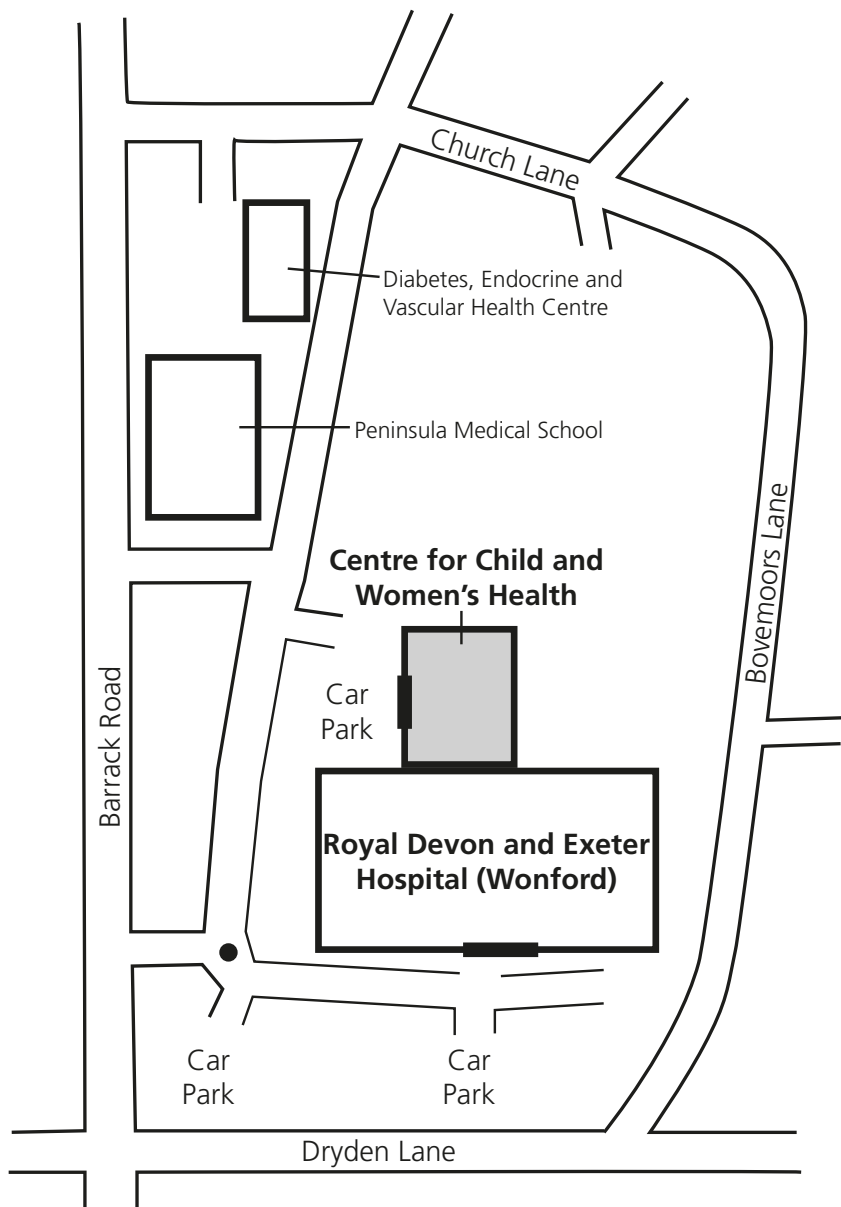 Church Lane
Diabetes, Endocrine and
Vascular Health Centre
Peninsula Medical School
Centre for Child and
Women's Health
Bovemoors Lane
Car
Park
Barrack Road
Royal Devon and Exeter
Hospital (Wonford)
Car
Park
Car
Park
Dryden Lane